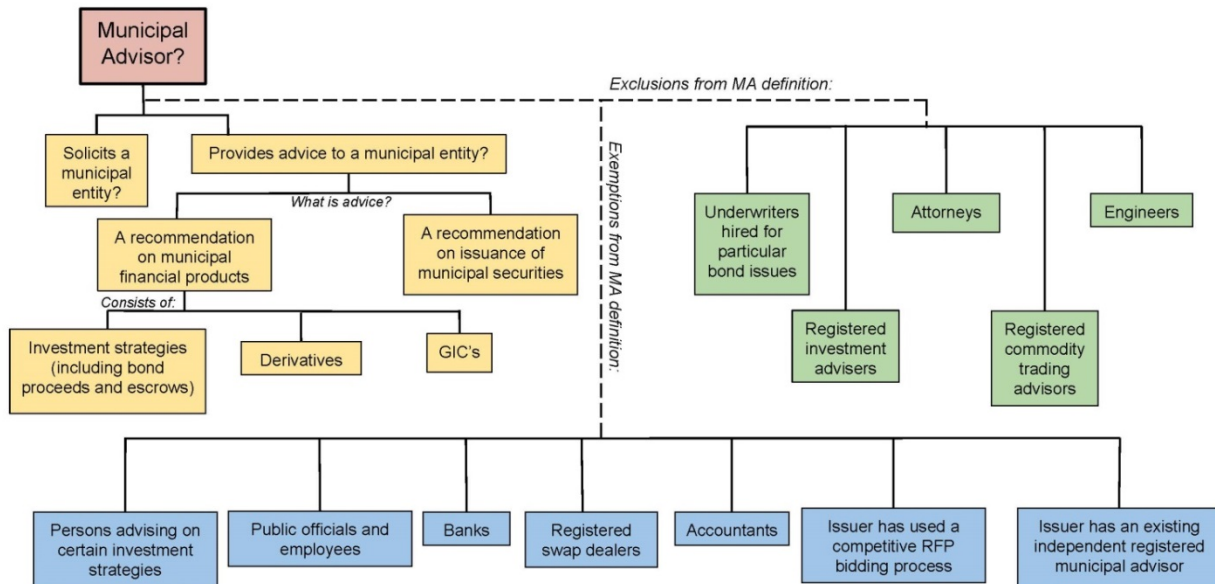 Municipal
Advisor?
Exclusions from MA definition:
Solicits a
municipal
entity?
Provides advice to a municipal entity?
What is advice?
A recommendation
on municipal
financial products
A recommendation
on issuance of
municipal securities
Consists of:
Investment strategies
(including bond
proceeds and escrows)
Derivatives
GIC's
Exemptions from MA definition:
Underwriters
hired for
particular
bond issues
Attorneys
Engineers
Registered
investment
advisers
Registered
commodity
trading
advisors
Persons advising on
certain investment
strategies
Public officials and
employees
Banks
Registered
swap dealers
Accountants
Issuer has used a
competitive RFP
bidding process
Issuer has an existing
independent registered
municipal advisor